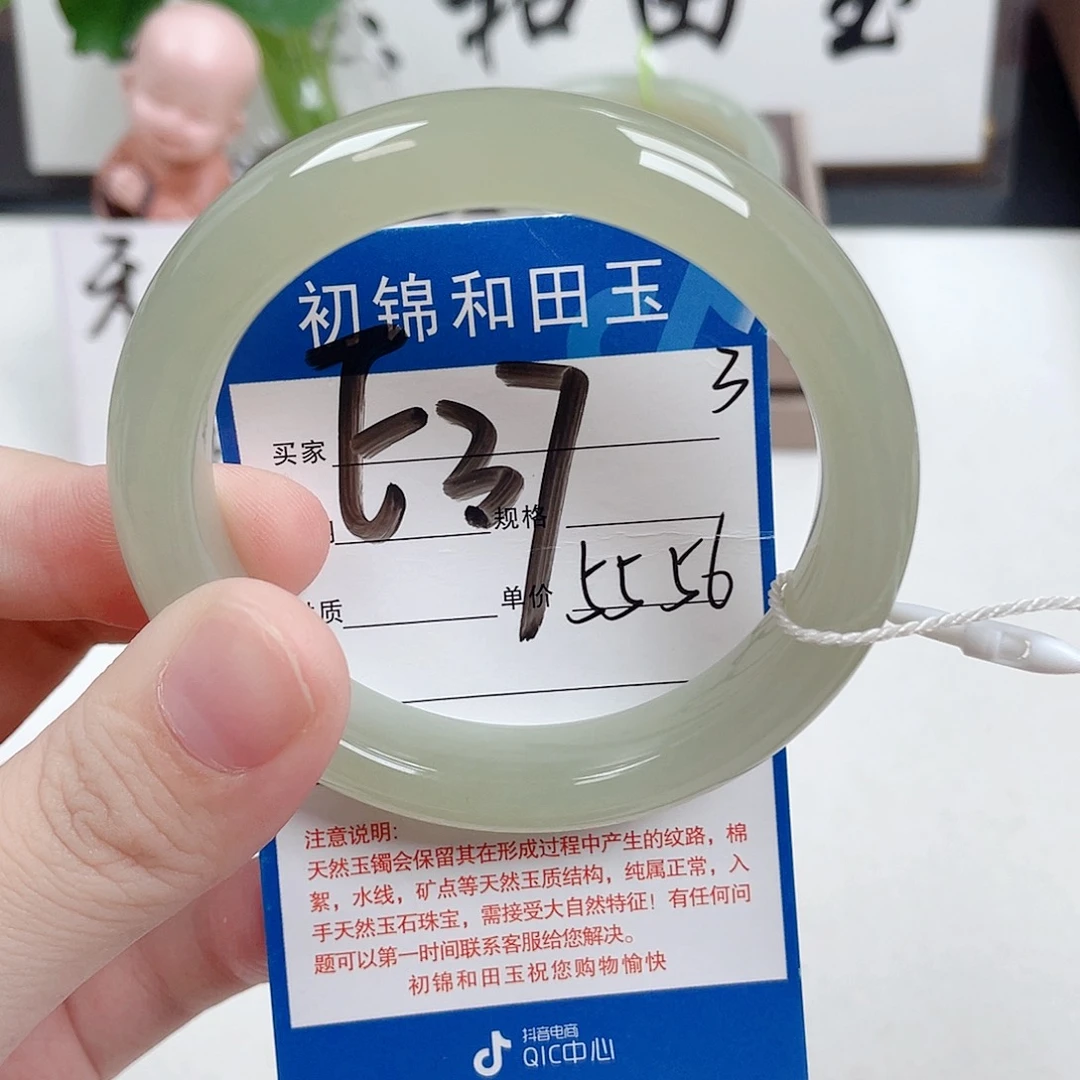 和田玉
天
初锦和田玉
E37
3
买家
规格
质
单价 55 56
注意说明:
天然玉镯会保留其在形成过程中产生的纹路，棉
絮，水线，矿点等天然玉质结构，纯属正常，入
手天然玉石珠宝，需接受大自然特征！有任何问
题可以第一时间联系客服给您解决。
初锦和田玉祝您购物愉快
抖音电商
QIC中心